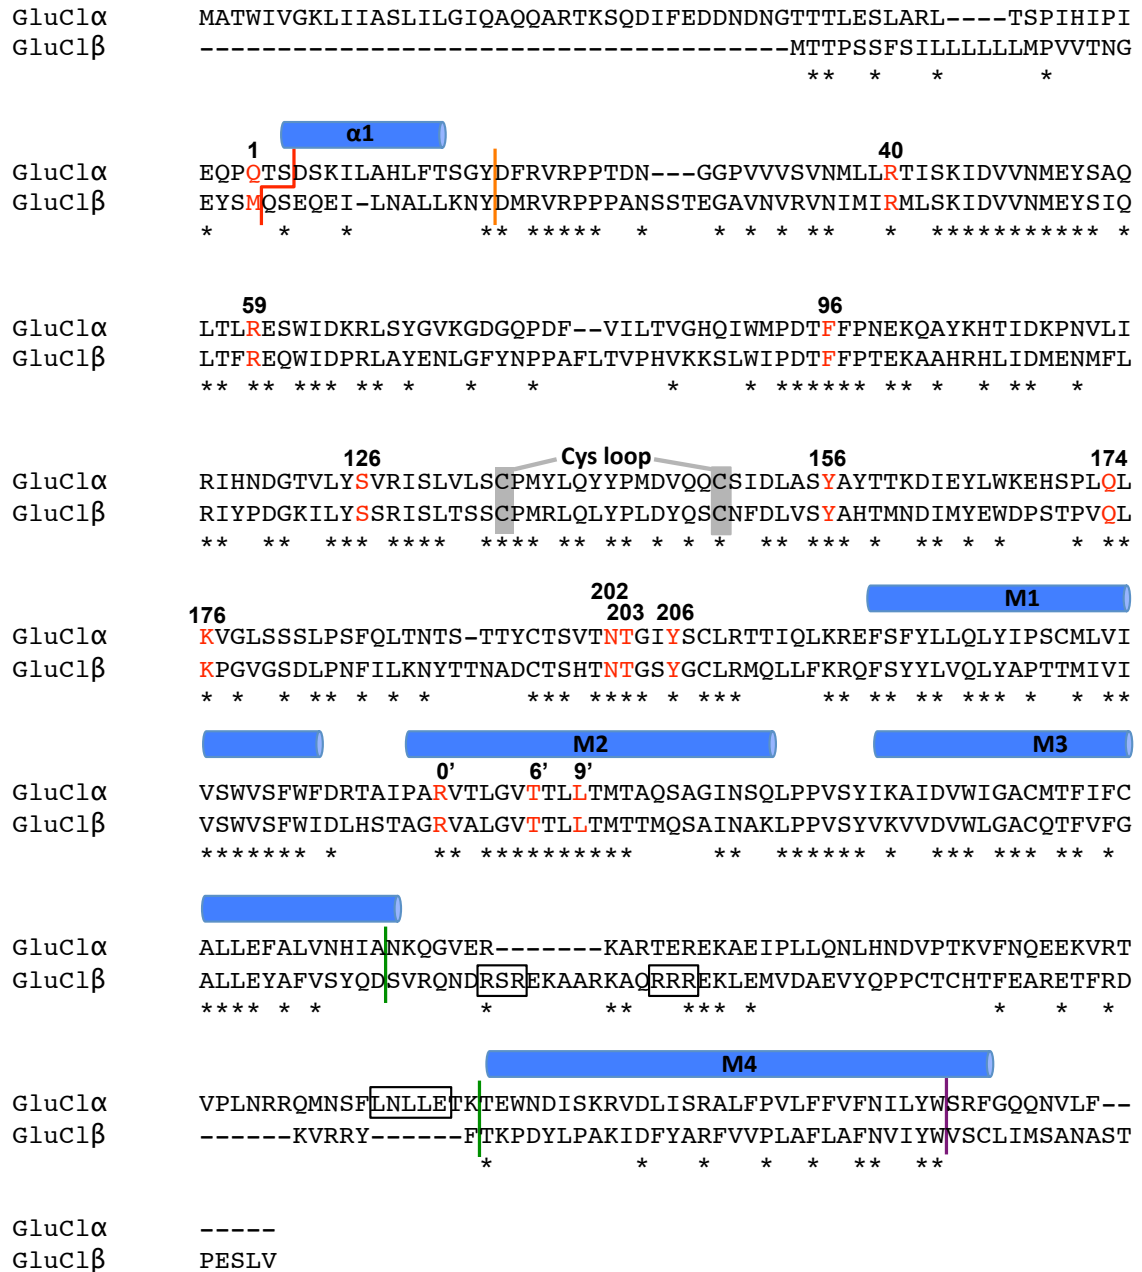 GluClα MATWIVGKLIIASLILGIQAQQARTKSQDIFEDDNDNGTTTLESLARL----TSPIHIPI
GluClβ --------------------------------------MTTPSSFSILLLLLLMPVVTNG
** * * *
α1
1 40
GluClα EQPQTSDSKILAHLFTSGYDFRVRPPTDN---GGPVVVSVNMLLRTISKIDVVNMEYSAQ
GluClβ EYSMQSEQEI-LNALLKNYDMRVRPPPANSSTEGAVNVRVNIMIRMLSKIDVVNMEYSIQ
* * * ** ***** * * * ** * *********** *
59 96
GluClα LTLRESWIDKRLSYGVKGDGQPDF--VILTVGHQIWMPDTFFPNEKQAYKHTIDKPNVLI
GluClβ LTFREQWIDPRLAYENLGFYNPPAFLTVPHVKKSLWIPDTFFPTEKAAHRHLIDMENMFL
** ** *** ** * * * * * ****** ** * * ** *
126 Cys loop 156 174
GluClα RIHNDGTVLYSVRISLVLSCPMYLQYYPMDVQQCSIDLASYAYTTKDIEYLWKEHSPLQL
GluClβ RIYPDGKILYSSRISLTSSCPMRLQLYPLDYQSCNFDLVSYAHTMNDIMYEWDPSTPVQL
** ** ** * **** **** ** ** * * * ** *** * ** * * * **
202
176 203 206 M1
GluClα KVGLSSSLPSFQLTNTS-TTYCTSVTNTGIYSCLRTTIQLKREFSFYLLQLYIPSCMLVI
GluClβ KPGVGSDLPNFILKNYTTNADCTSHTNTGSYGCLRMQLLFKRQFSYYLVQLYAPTTMIVI
* * * ** * * *** **** * *** ** ** ** *** * * **
M2 M3
0’ 6’ 9’
GluClα VSWVSFWFDRTAIPARVTLGVTTLLTMTAQSAGINSQLPPVSYIKAIDVWIGACMTFIFC
GluClβ VSWVSFWIDLHSTAGRVALGVTTLLTMTTMQSAINAKLPPVSYVKVVDVWLGACQTFVFG
******* * ** ********** ** ****** * *** *** ** *
GluClα ALLEFALVNHIANKQGVER-------KARTEREKAEIPLLQNLHNDVPTKVFNQEEKVRT
GluClβ ALLEYAFVSYQDSVRQNDRSREKAARKAQRRREKLEMVDAEVYQPPCTCHTFEARETFRD
**** * * * ** *** * * * *
M4
GluClα VPLNRRQMNSFLNLLETKTEWNDISKRVDLISRALFPVLFFVFNILYWSRFGQQNVLF--
GluClβ ------KVRRY------FTKPDYLPAKIDFYARFVVPLAFLAFNVIYWVSCLIMSANAST
* * * * * ** **
GluClα -----
GluClβ PESLV